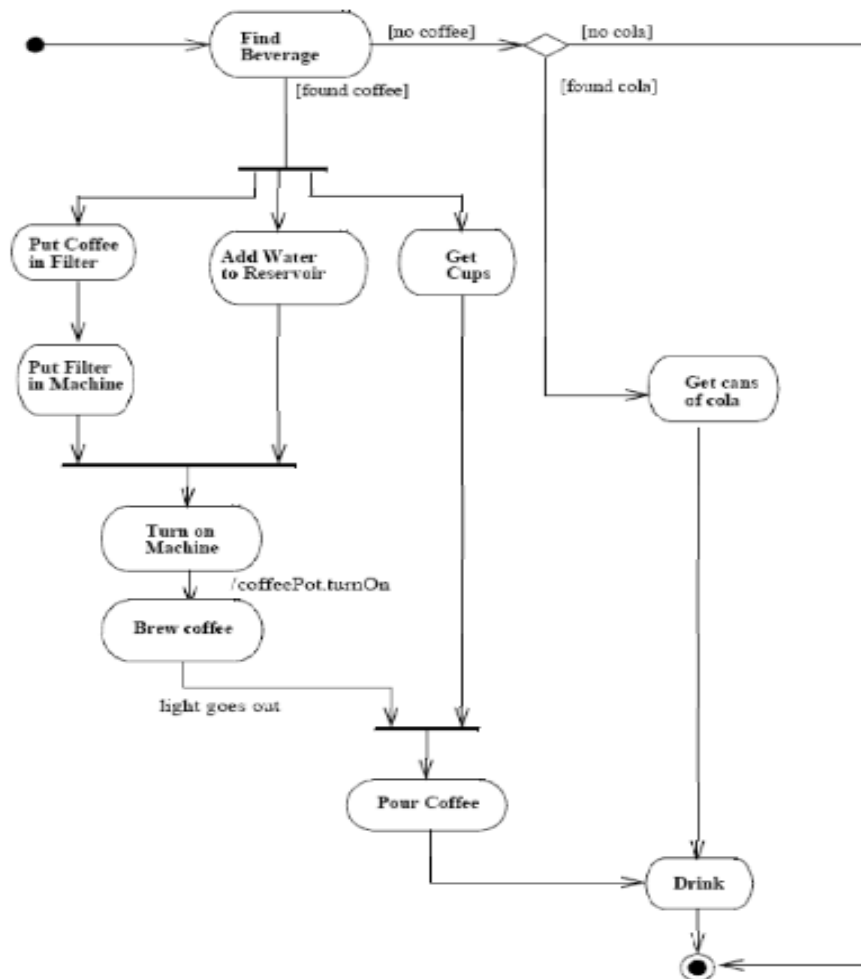 Find
Beverage
[no coffee]
[no cola]
[found coffee]
[found cola]
Put Coffee
in Filter
Add Water
to Reservoir
Get
Cups
Put Filter
in Machine
Get cans
of cola
Turn on
Machine
/coffeePot.turnOn
Brew coffee
light goes out
Pour Coffee
Drink